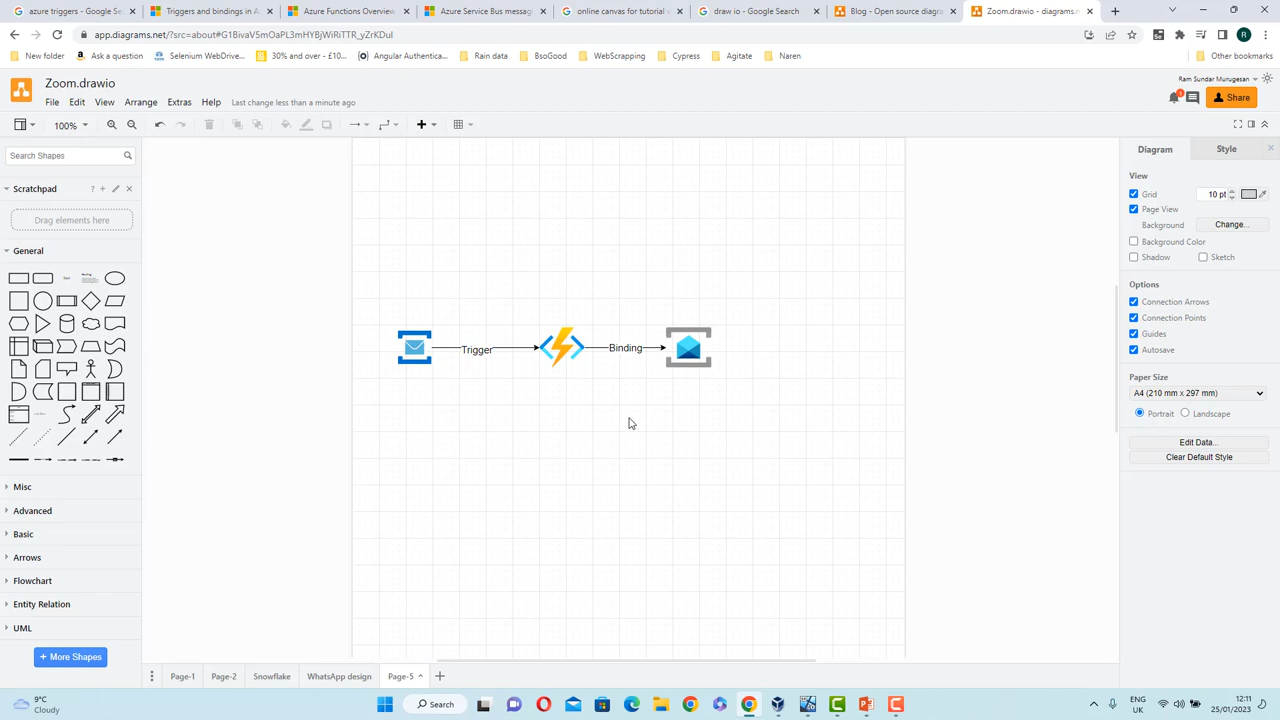 azure triggers - Google Se
Triggers and bindings in A
Azure Functions Overview
Azure Service Bus messag
online canvas for tutorial v
draw io - Google Search
Blog - Open source diagra
Zoom.drawio - diagrams.n
app.diagrams.net/?src=about#G1BivaV5mOaPL3mHYBjWiRiTTR_yZrKDuI
New folder
Ask a question
Selenium WebDrive...
30% and over - £10...
Angular Authentica...
Rain data
BsoGood
WebScrapping
Cypress
Agitate
Naren
Other bookmarks
Zoom.drawio
Ram Sundar Murugesan
File Edit View Arrange Extras Help Last change less than a minute ago
1
Share
100%
Search Shapes
Diagram
Style
View
Scratchpad
?
Grid
10 pt
Page View
Drag elements here
Background
Change...
Background Color
General
Shadow
Sketch
Options
Connection Arrows
Connection Points
Guides
Autosave
Trigger
Binding
Paper Size
A4 (210 mm x 297 mm)
Portrait
Landscape
Edit Data...
Clear Default Style
Misc
Advanced
Basic
Arrows
Flowchart
Entity Relation
UML
+ More Shapes
Page-1
Page-2
Snowflake
WhatsApp design
Page-5
9°C
Cloudy
Search
ENG
UK
12:11
25/01/2023